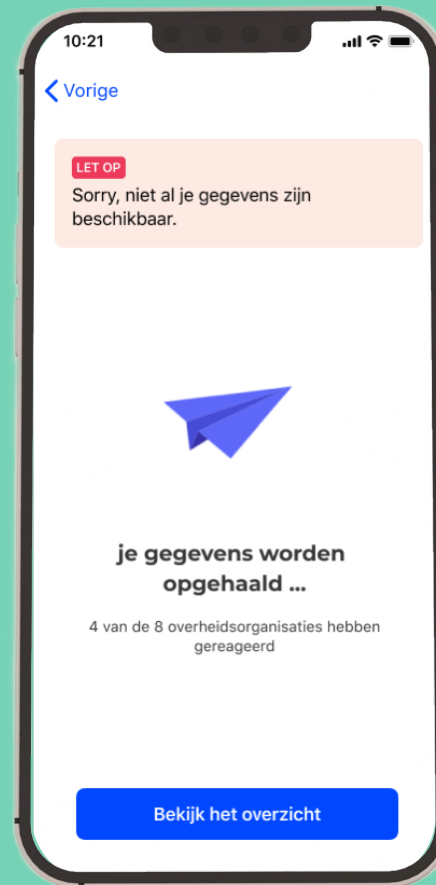 10:21
Vorige
LET OP
Sorry, niet al je gegevens zijn
beschikbaar.
je gegevens worden
opgehaald ...
4 van de 8 overheidsorganisaties hebben
gereageerd
Bekijk het overzicht